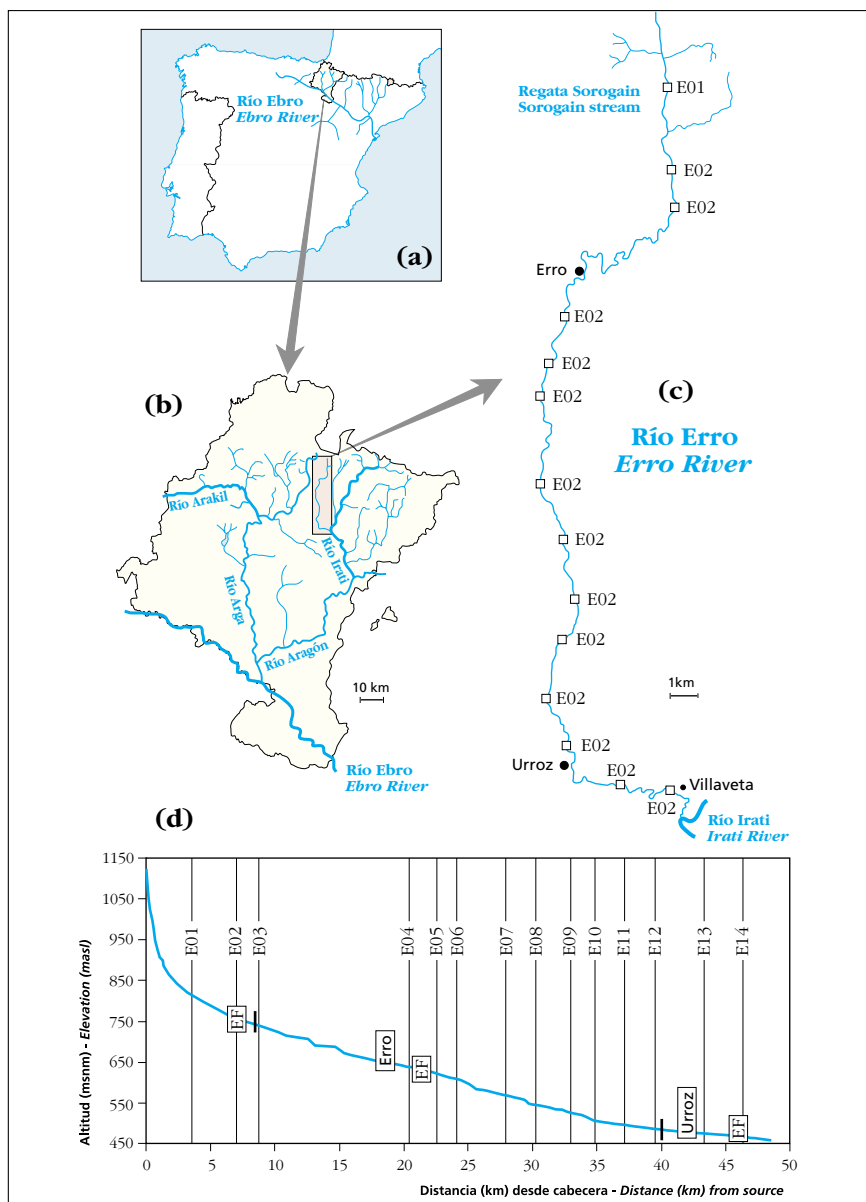 Río Ebro
Ebro River
(a)
Regata Sorogain
Sorogain stream
E01
E02
E02
Erro
E02
E02
E02
(c)
Río Erro
Erro River
E02
E02
E02
E02
E02
1km
E02
Urroz
E02
Villaveta
E02
Río Irati
Irati River
(b)
Río Arakil
Río Irati
Río Arga
Río Aragón
10 km
Río Ebro
Ebro River
(d)
Altitud (msnm) - Elevation (masl)
1150
1050
950
850
750
650
550
450
E01
E02
E03
E04
E05
E06
E07
E08
E09
E10
E11
E12
E13
E14
EF
Erro
EF
Urroz
EF
0
5
10
15
20
25
30
35
40
45
50
Distancia (km) desde cabecera - Distance (km) from source